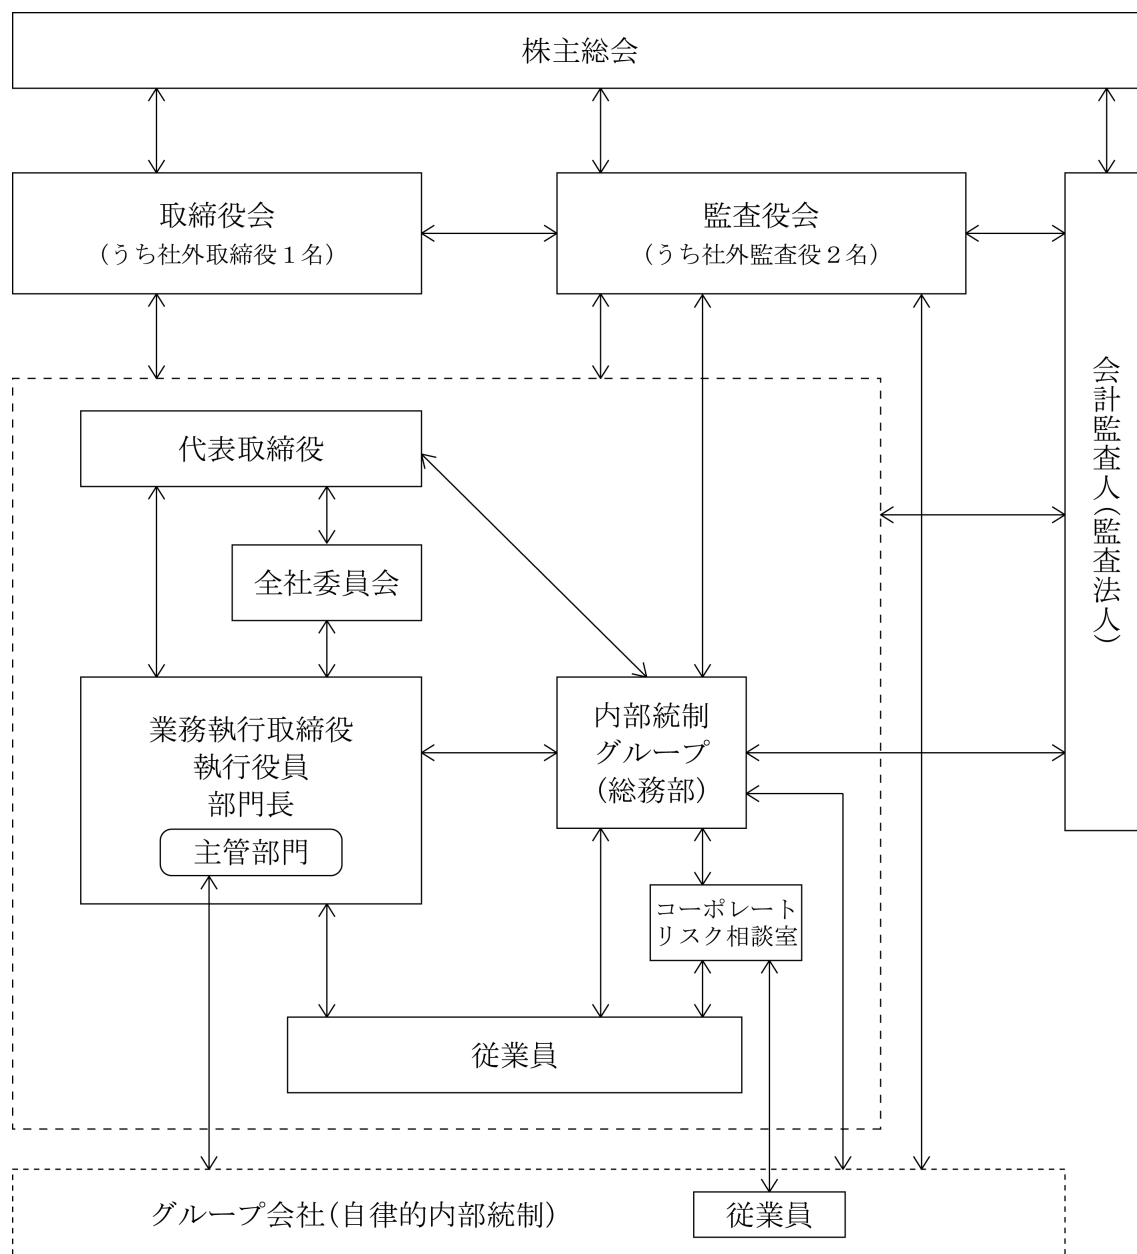 株主総会
取締役会
(うち社外取締役1名)
監査役会
(うち社外監査役2名)
会計監査人(監査法人)
代表取締役
全社委員会
業務執行取締役
執行役員
部門長
主管部門
内部統制
グループ
(総務部)
コーポレート
リスク相談室
従業員
グループ会社(自律的内部統制)
従業員